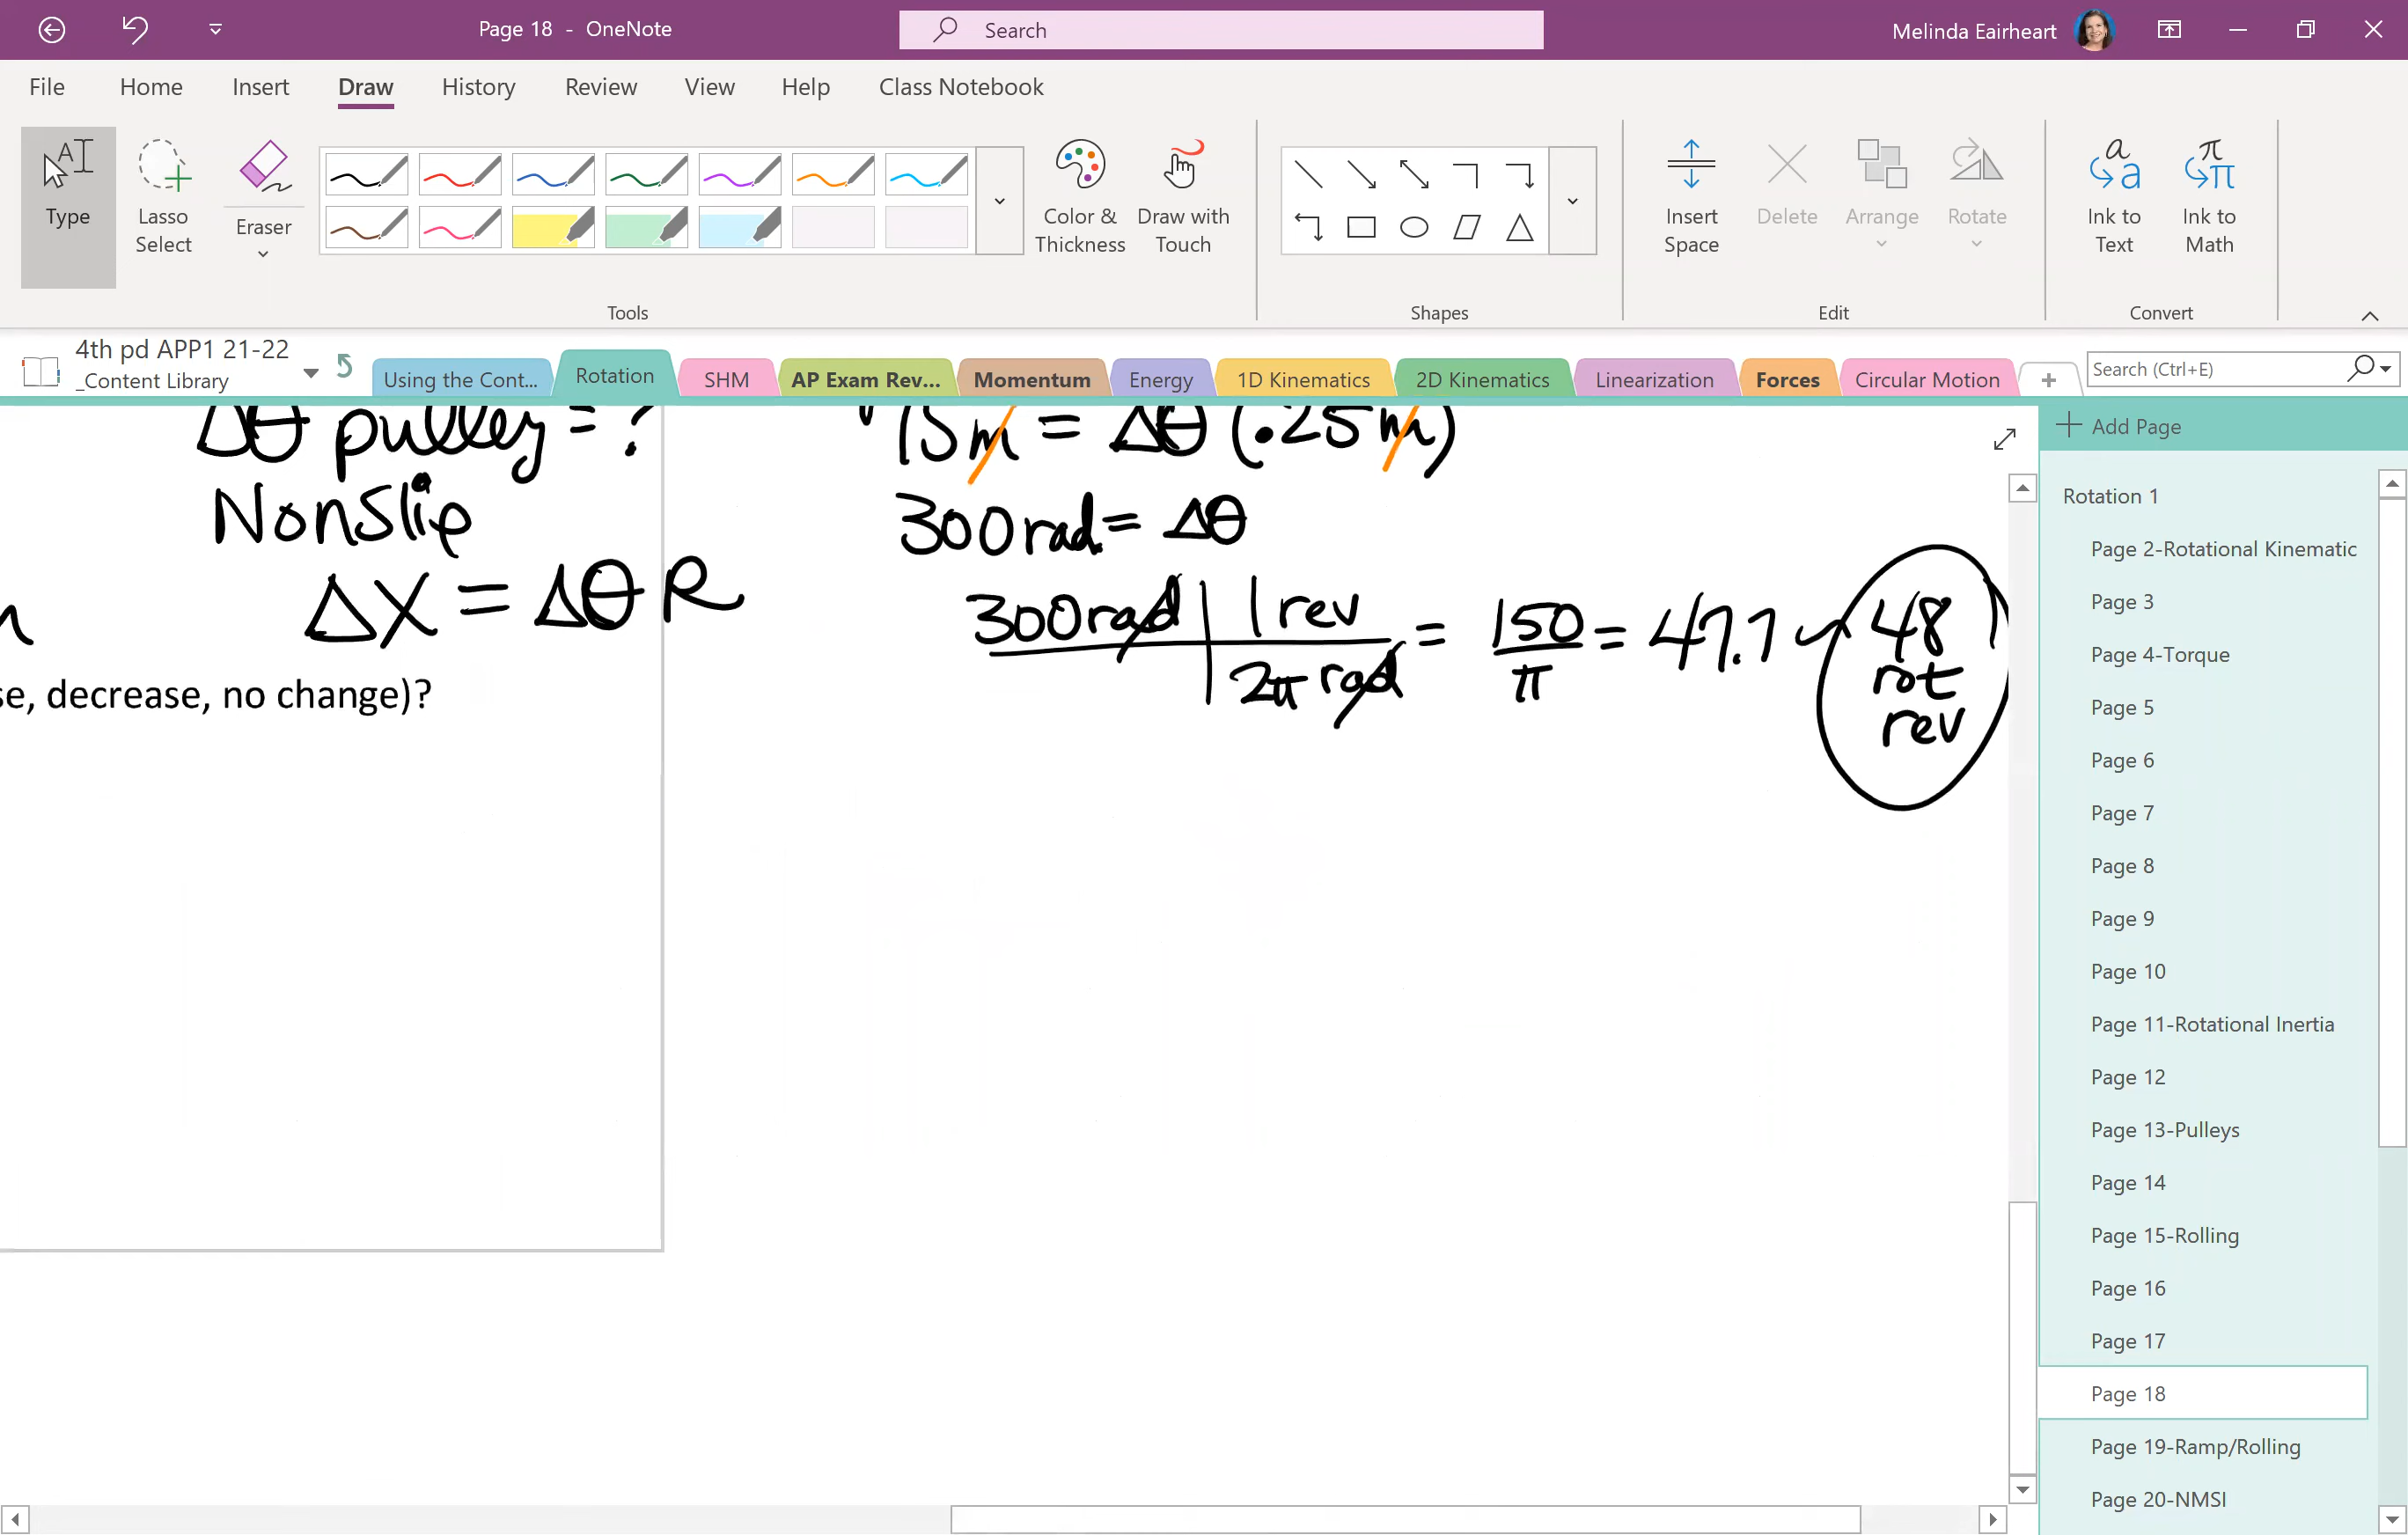 Page 18 - OneNote
Search
Melinda Eairheart
File Home Insert Draw History Review View Help Class Notebook
Type
Lasso Select
Eraser
Color & Thickness
Draw with Touch
Insert Space
Delete
Arrange
Rotate
Ink to Text
Ink to Math
Tools
Shapes
Edit
Convert
4th pd APP1 21-22
_Content Library
Using the Cont... Rotation SHM AP Exam Rev... Momentum Energy 1D Kinematics 2D Kinematics Linearization Forces Circular Motion
Search (Ctrl+E)
Δθ pulley = ?
Nonslip
Δx = Δθ R
se, decrease, no change)?
75m = Δθ (.25m)
300 rad = Δθ
300 rad | 1 rev
2π rad
= 150/π = 47.7 ~ 48
rot
rev
Add Page
Rotation 1
Page 2-Rotational Kinematic
Page 3
Page 4-Torque
Page 5
Page 6
Page 7
Page 8
Page 9
Page 10
Page 11-Rotational Inertia
Page 12
Page 13-Pulleys
Page 14
Page 15-Rolling
Page 16
Page 17
Page 18
Page 19-Ramp/Rolling
Page 20-NMSI